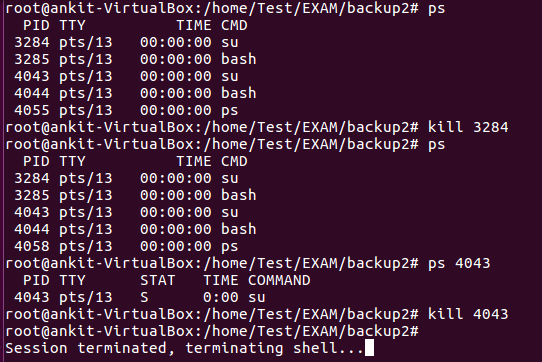 root@ankit-VirtualBox:/home/Test/EXAM/backup2# ps
PID TTY TIME CMD
3284 pts/13 00:00:00 su
3285 pts/13 00:00:00 bash
4043 pts/13 00:00:00 su
4044 pts/13 00:00:00 bash
4055 pts/13 00:00:00 ps
root@ankit-VirtualBox:/home/Test/EXAM/backup2# kill 3284
root@ankit-VirtualBox:/home/Test/EXAM/backup2# ps
PID TTY TIME CMD
3284 pts/13 00:00:00 su
3285 pts/13 00:00:00 bash
4043 pts/13 00:00:00 su
4044 pts/13 00:00:00 bash
4058 pts/13 00:00:00 ps
root@ankit-VirtualBox:/home/Test/EXAM/backup2# ps 4043
PID TTY STAT TIME COMMAND
4043 pts/13 S 0:00 su
root@ankit-VirtualBox:/home/Test/EXAM/backup2# kill 4043
root@ankit-VirtualBox:/home/Test/EXAM/backup2#
Session terminated, terminating shell...